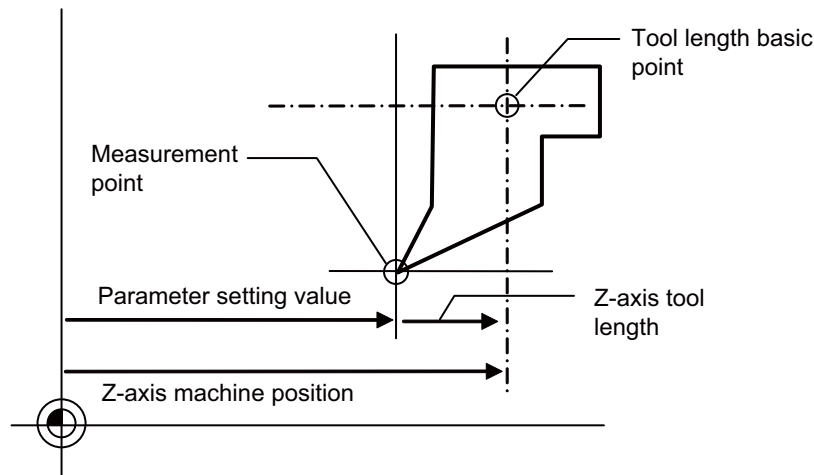 Tool length basic
point
Measurement
point
Parameter setting value
Z-axis tool
length
Z-axis machine position